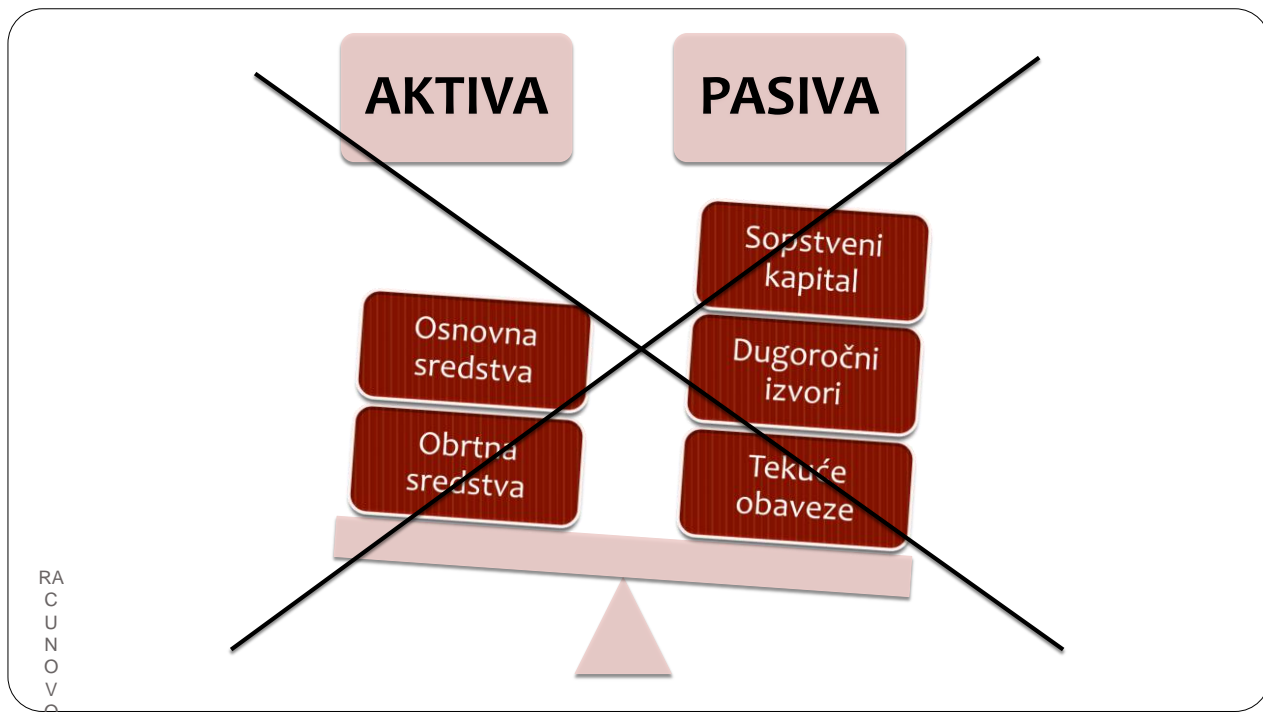 AKTIVA
PASIVA
Sopstveni
kapital
Osnovna
sredstva
Dugoročni
izvori
Obrtna
sredstva
Tekuće
obaveze
RA
C
U
N
O
V
O